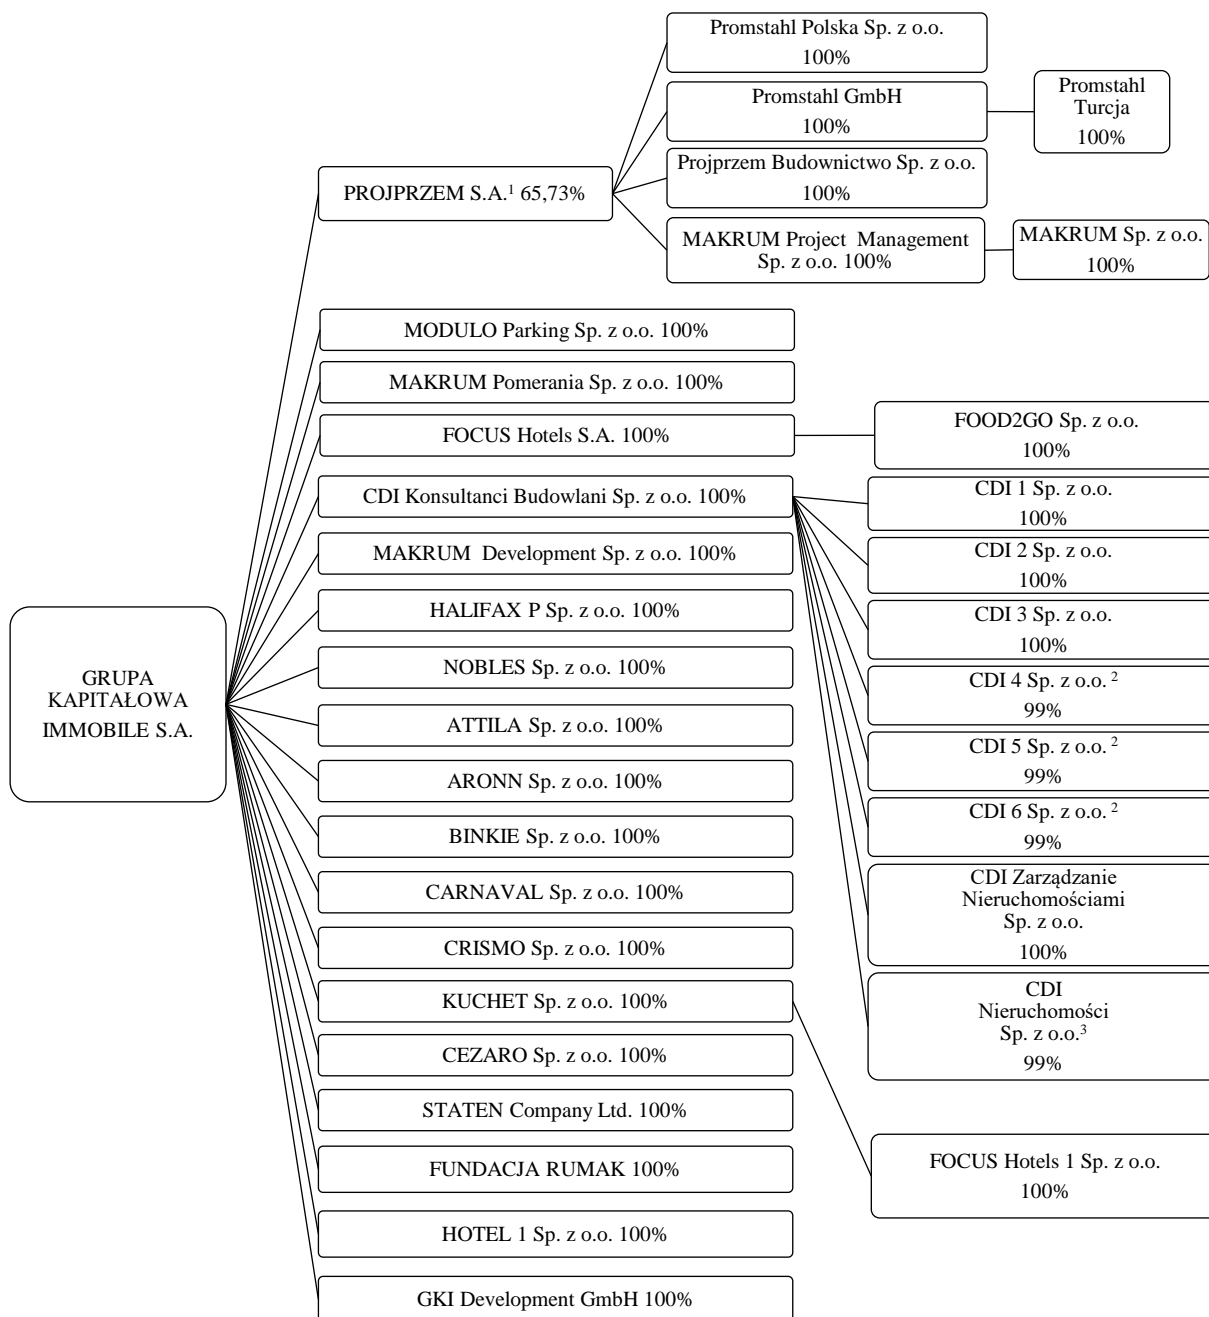 Promstahl Polska Sp. z o.o.
100%
Promstahl GmbH
100%
Promstahl
Turcja
100%
Projprzem Budownictwo Sp. z o.o.
100%
PROJPRZEM S.A.¹ 65,73%
MAKRUM Project Management
Sp. z o.o. 100%
MAKRUM Sp. z o.o.
100%
MODULO Parking Sp. z o.o. 100%
MAKRUM Pomerania Sp. z o.o. 100%
FOCUS Hotels S.A. 100%
FOOD2GO Sp. z o.o.
100%
CDI Konsultanci Budowlani Sp. z o.o. 100%
CDI 1 Sp. z o.o.
100%
CDI 2 Sp. z o.o.
100%
CDI 3 Sp. z o.o.
100%
CDI 4 Sp. z o.o. ²
99%
CDI 5 Sp. z o.o. ²
99%
CDI 6 Sp. z o.o. ²
99%
CDI Zarządzanie
Nieruchomościami
Sp. z o.o.
100%
CDI
Nieruchomości
Sp. z o.o.³
99%
MAKRUM Development Sp. z o.o. 100%
HALIFAX P Sp. z o.o. 100%
NOBLES Sp. z o.o. 100%
GRUPA
KAPITAŁOWA
IMMOBILE S.A.
ATTILA Sp. z o.o. 100%
ARONN Sp. z o.o. 100%
BINKIE Sp. z o.o. 100%
CARNAVAL Sp. z o.o. 100%
CRISMO Sp. z o.o. 100%
KUCHET Sp. z o.o. 100%
CEZARO Sp. z o.o. 100%
STATEN Company Ltd. 100%
FUNDACJA RUMAK 100%
FOCUS Hotels 1 Sp. z o.o.
100%
HOTEL 1 Sp. z o.o. 100%
GKI Development GmbH 100%